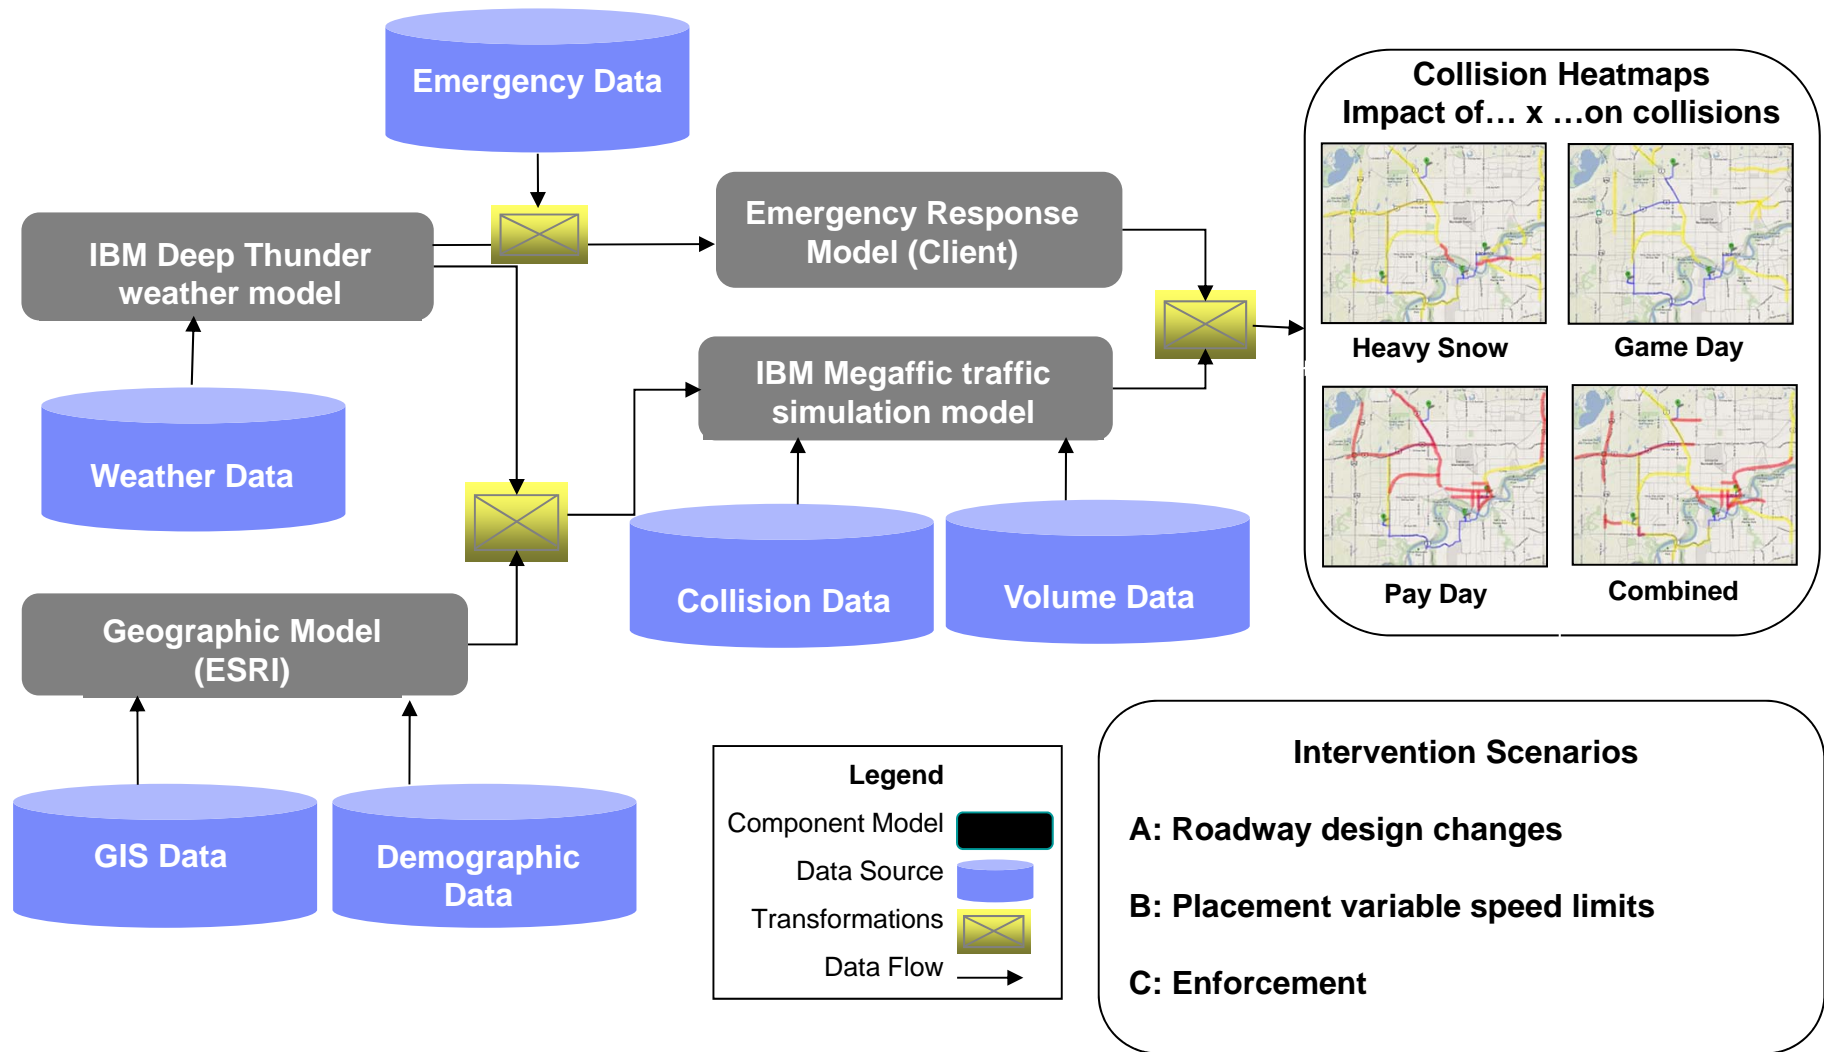 Emergency Data
Collision Heatmaps
Impact of… x …on collisions
Emergency Response
Model (Client)
IBM Deep Thunder
weather model
Heavy Snow
Game Day
IBM Megaffic traffic
simulation model
Weather Data
Collision Data
Volume Data
Pay Day
Combined
Geographic Model
(ESRI)
GIS Data
Demographic
Data
Legend
Component Model
Data Source
Transformations
Data Flow
Intervention Scenarios
A: Roadway design changes
B: Placement variable speed limits
C: Enforcement